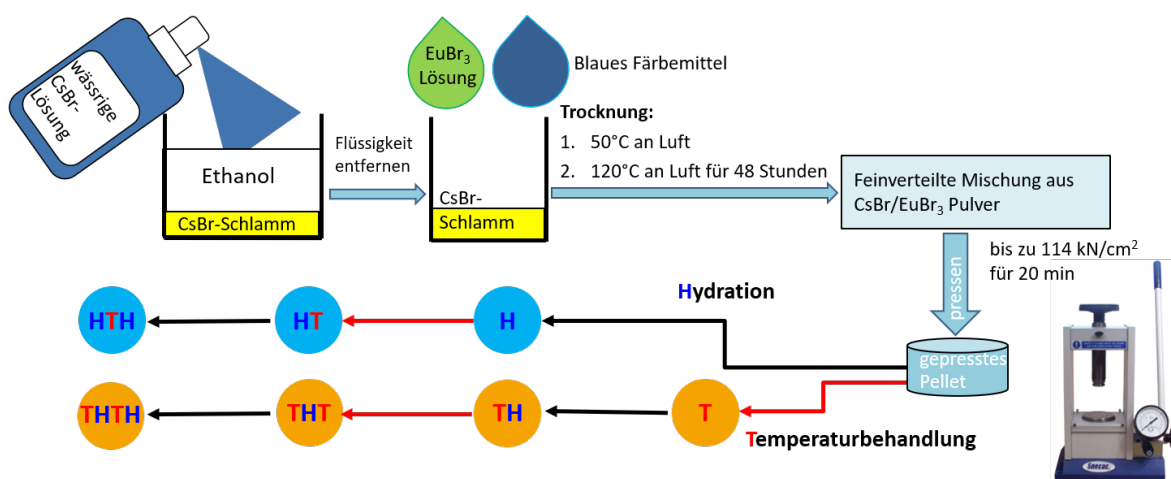 wässrige
CsBr-
Lösung
Ethanol
CsBr-Schlamm
Flüssigkeit
entfernen
EuBr₃
Lösung
Blaues Färbemittel
CsBr-
Schlamm
Trocknung:
1. 50°C an Luft
2. 120°C an Luft für 48 Stunden
Feinverteilte Mischung aus
CsBr/EuBr₃ Pulver
pressen
bis zu 114 kN/cm²
für 20 min
gepresstes
Pellet
Hydration
H
HT
HTH
T
TH
THT
THTH
Temperaturbehandlung
Specac